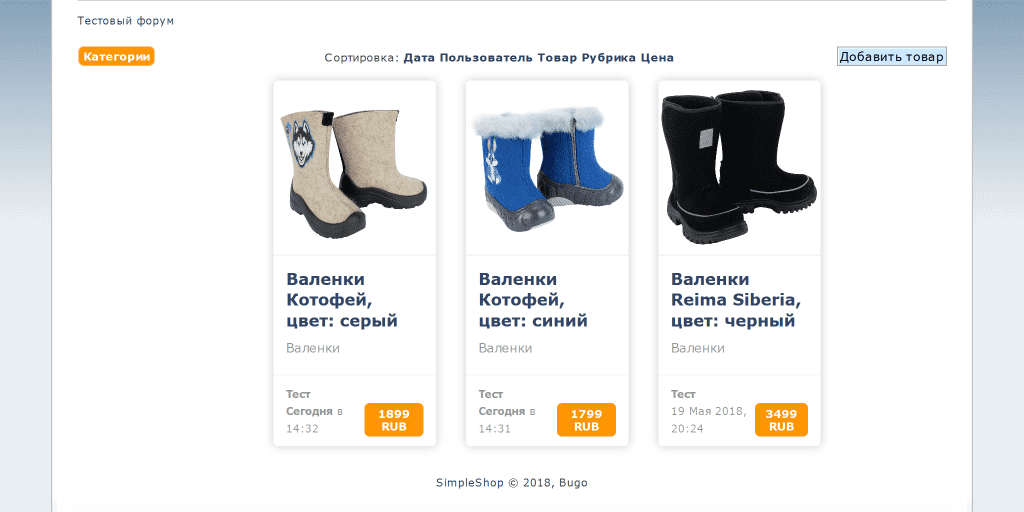 Тестовый форум
Категории
Сортировка: Дата Пользователь Товар Рубрика Цена
Добавить товар
Валенки
Котофей,
цвет: серый
Валенки
Тест
Сегодня в
14:32
1899
RUB
Валенки
Котофей,
цвет: синий
Валенки
Тест
Сегодня в
14:31
1799
RUB
Валенки
Reima Siberia,
цвет: черный
Валенки
Тест
19 Мая 2018,
20:24
3499
RUB
SimpleShop © 2018, Bugo